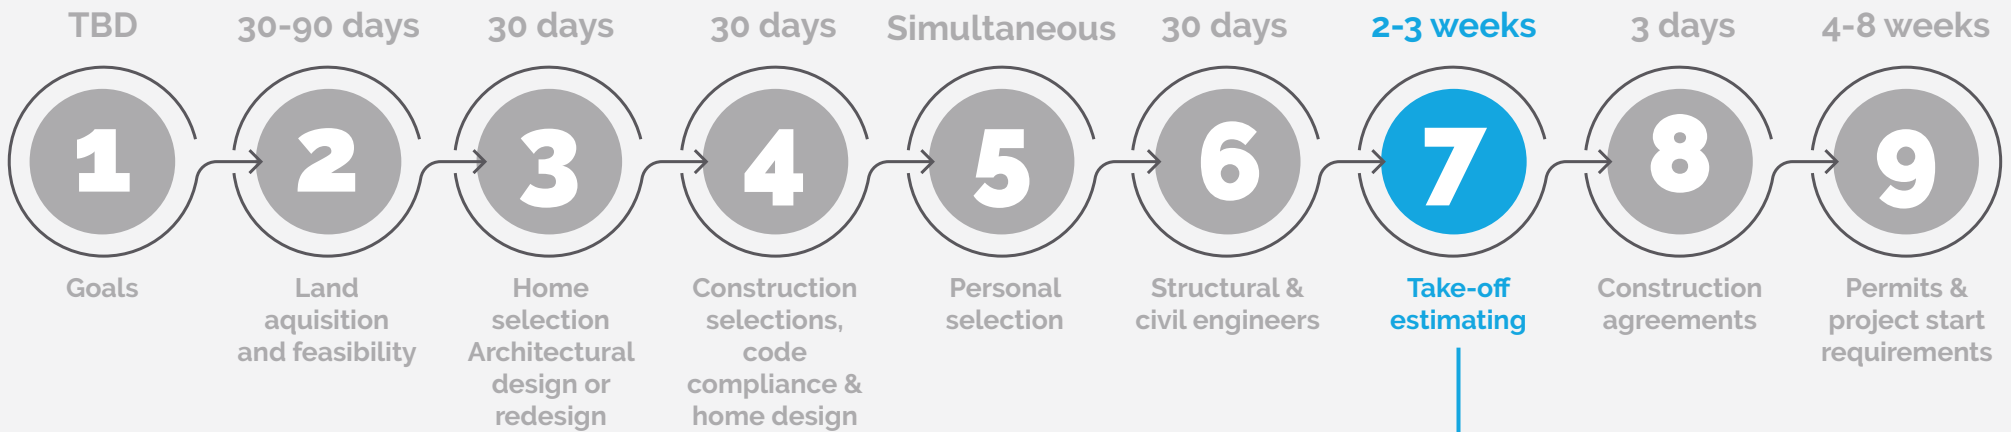 TBD
30-90 days
30 days
30 days
Simultaneous
30 days
2-3 weeks
3 days
4-8 weeks
1
2
3
4
5
6
7
8
9
Goals
Land
aquisition
and feasibility
Home
selection
Architectural
design or
redesign
Construction
selections,
code
compliance &
home design
Personal
selection
Structural &
civil engineers
Take-off
estimating
Construction
agreements
Permits &
project start
requirements